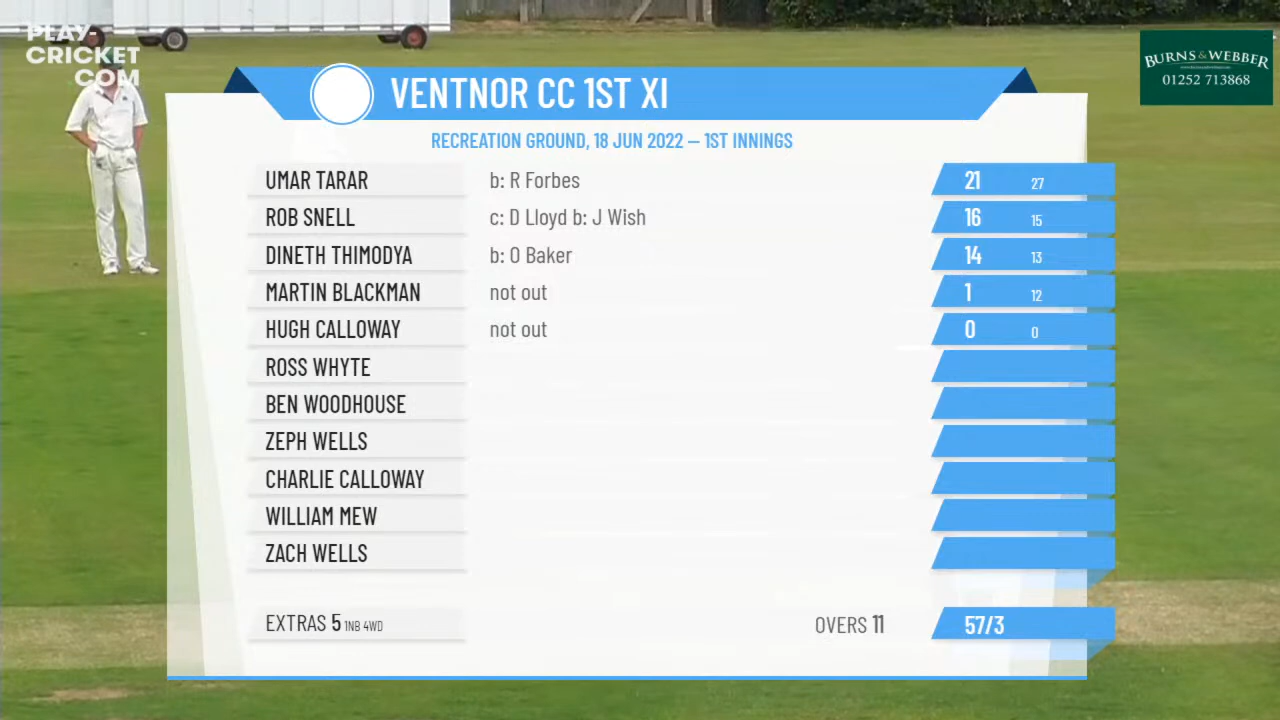 PLAY-
CRICKET
COM
BURNS & WEBBER
01252 713868
VENTNOR CC 1ST XI
RECREATION GROUND, 18 JUN 2022 – 1ST INNINGS
UMAR TARAR b: R Forbes 21 27
ROB SNELL c: D Lloyd b: J Wish 16 15
DINETH THIMODYA b: O Baker 14 13
MARTIN BLACKMAN not out 1 12
HUGH CALLOWAY not out 0 0
ROSS WHYTE
BEN WOODHOUSE
ZEPH WELLS
CHARLIE CALLOWAY
WILLIAM MEW
ZACH WELLS
EXTRAS 5 1NB 4WD OVERS 11 57/3